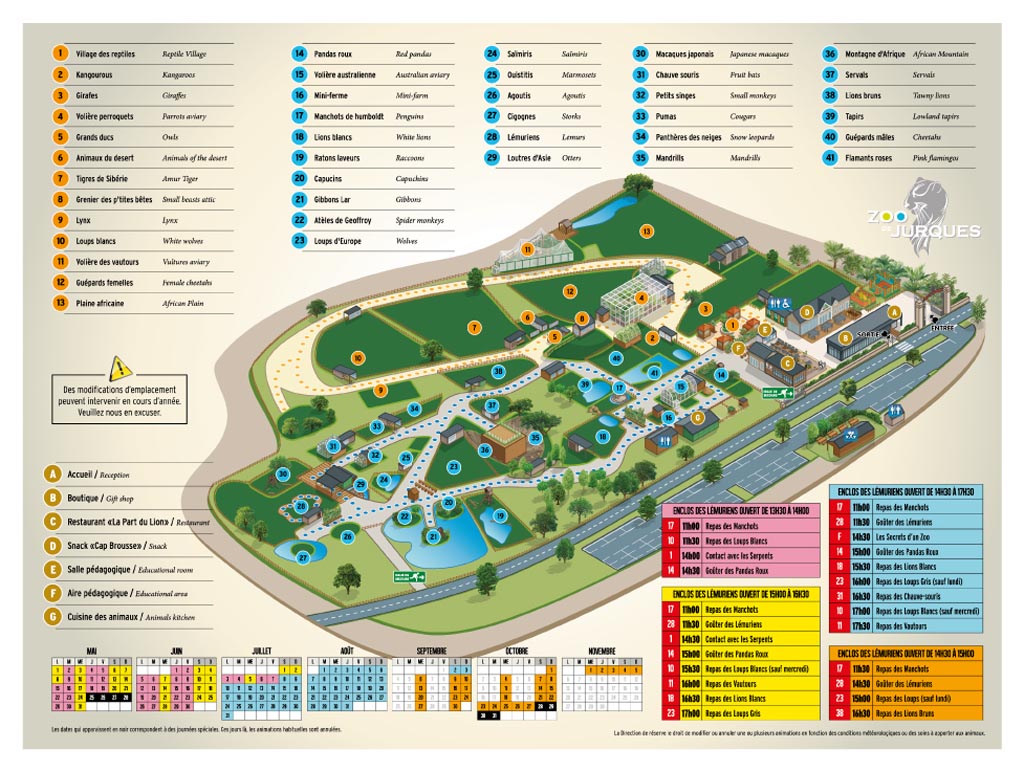 1 Village des reptiles Reptile Village
2 Kangourous Kangaroos
3 Girafes Giraffes
4 Volière perroquets Parrots aviary
5 Grands ducs Owls
6 Animaux du desert Animals of the desert
7 Tigres de Sibérie Amur Tiger
8 Grenier des p'tites bêtes Small beasts attic
9 Lynx Lynx
10 Loups blancs White wolves
11 Volière des vautours Vultures aviary
12 Guépards femelles Female cheetahs
13 Plaine africaine African Plain
14 Pandas roux Red pandas
15 Volière australienne Australian aviary
16 Mini-ferme Mini-farm
17 Manchots de humboldt Penguins
18 Lions blancs White lions
19 Ratons laveurs Raccoons
20 Capucins Capuchins
21 Gibbons Lar Gibbons
22 Atèles de Geoffroy Spider monkeys
23 Loups d'Europe Wolves
24 Saïmiris Saïmiris
25 Ouistitis Marmosets
26 Agoutis Agoutis
27 Cigognes Storks
28 Lémuriens Lemurs
29 Loutres d'Asie Otters
30 Macaques japonais Japanese macaques
31 Chauve souris Fruit bats
32 Petits singes Small monkeys
33 Pumas Cougars
34 Panthères des neiges Snow leopards
35 Mandrills Mandrills
36 Montagne d'Afrique African Mountain
37 Servals Servals
38 Lions bruns Tawny lions
39 Tapirs Lowland tapirs
40 Guépards mâles Cheetahs
41 Flamants roses Pink flamingos
ZOO DE JURQUES
ENTRÉE
SORTIE
Des modifications d'emplacement
peuvent intervenir en cours d'année.
Veuillez nous en excuser.
A Accueil / Reception
B Boutique / Gift shop
C Restaurant «La Part du Lion» / Restaurant
D Snack «Cap Brousse» / Snack
E Salle pédagogique / Educational room
F Aire pédagogique / Educational area
G Cuisine des animaux / Animals kitchen
ENCLOS DES LÉMURIENS OUVERT DE 13H30 À 14H00
17 11h00 Repas des Manchots
10 11h30 Repas des Loups Blancs
1 14h00 Contact avec les Serpents
14 14h30 Goûter des Pandas Roux
ENCLOS DES LÉMURIENS OUVERT DE 15H00 À 16H30
17 11h00 Repas des Manchots
28 11h30 Goûter des Lémuriens
1 14h30 Contact avec les Serpents
14 15h00 Goûter des Pandas Roux
10 15h30 Repas des Loups Blancs (sauf mercredi)
11 16h00 Repas des Vautours
18 16h30 Repas des Lions Blancs
23 17h00 Repas des Loups Gris
ENCLOS DES LÉMURIENS OUVERT DE 14H30 À 17H30
17 11h00 Repas des Manchots
28 11h30 Goûter des Lémuriens
F 14h30 Les Secrets d'un Zoo
14 15h00 Goûter des Pandas Roux
18 15h30 Repas des Lions Blancs
23 16h00 Repas des Loups Gris (sauf lundi)
31 16h30 Repas des Chauve-souris
10 17h00 Repas des Loups Blancs (sauf mercredi)
11 17h30 Repas des Vautours
ENCLOS DES LÉMURIENS OUVERT DE 14H30 À 15H00
17 11h30 Repas des Manchots
28 14h30 Goûter des Lémuriens
23 15h00 Repas des Loups (sauf lundi)
38 16h30 Repas des Lions Bruns
MAI JUIN JUILLET AOÛT SEPTEMBRE OCTOBRE NOVEMBRE
Les dates qui apparaissent en noir correspondent à des journées spéciales. Ces jours là, les animations habituelles sont annulées.
La Direction se réserve le droit de modifier ou annuler une ou plusieurs animations en fonction des conditions météorologiques ou des soins à apporter aux animaux.